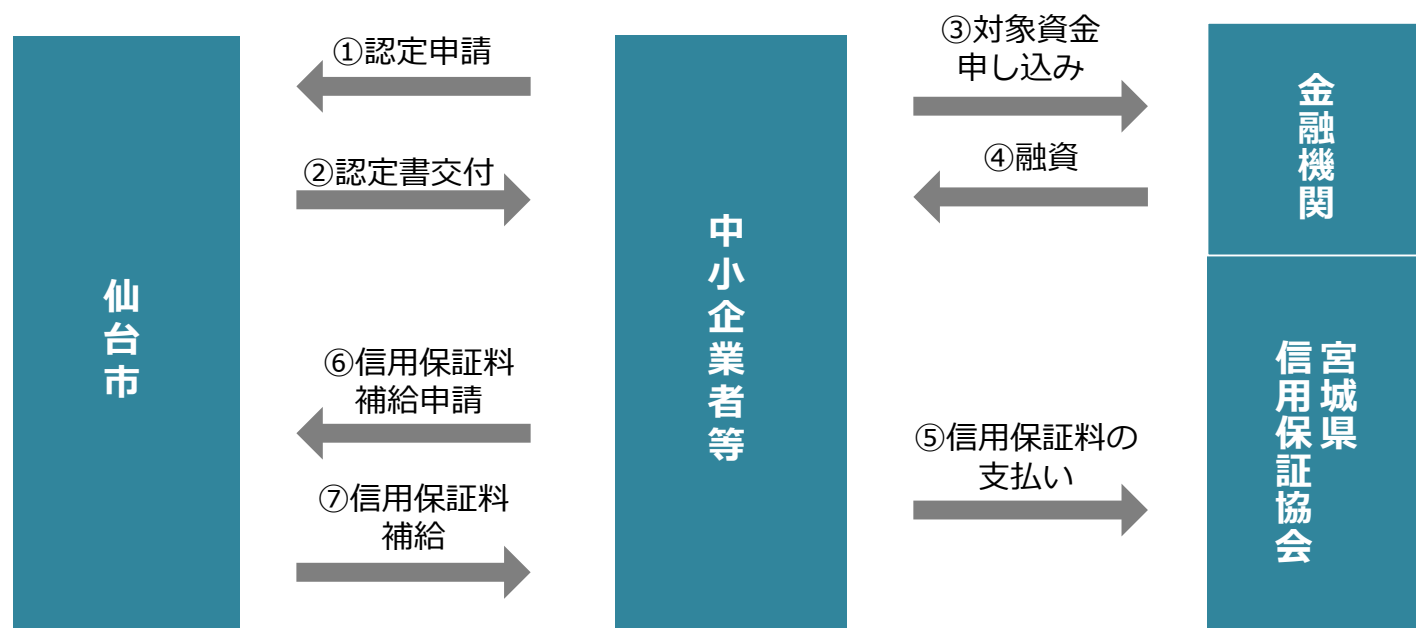 仙台市
①認定申請
②認定書交付
⑥信用保証料
補給申請
⑦信用保証料
補給
中小企業者等
③対象資金
申し込み
④融資
⑤信用保証料の
支払い
金融機関
宮城県
信用保証協会